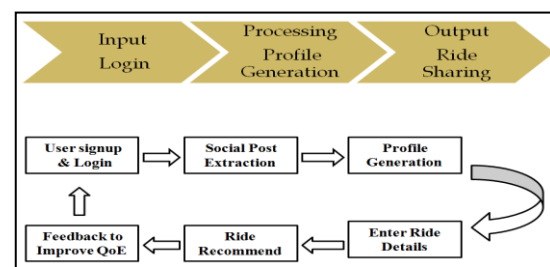 Input
Login
Processing
Profile
Generation
Output
Ride
Sharing
User signup
& Login
Social Post
Extraction
Profile
Generation
Feedback to
Improve QoE
Ride
Recommend
Enter Ride
Details